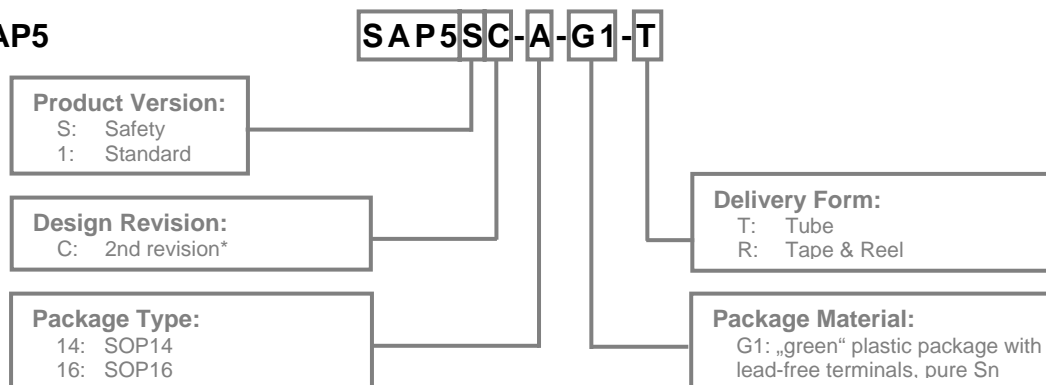 AP5
SAP5SC-A-G1-T
Product Version:
S: Safety
1: Standard
Design Revision:
C: 2nd revision*
Package Type:
14: SOP14
16: SOP16
Delivery Form:
T: Tube
R: Tape & Reel
Package Material:
G1: „green“ plastic package with
lead-free terminals, pure Sn